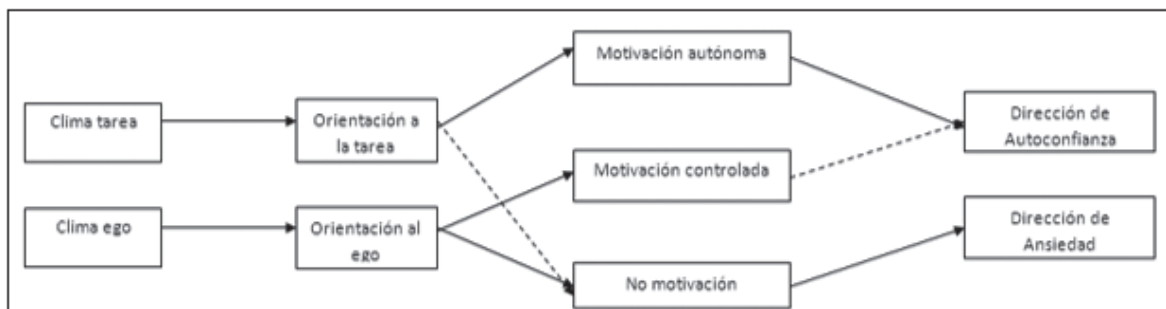 Clima tarea
Clima ego
Orientación a
la tarea
Orientación al
ego
Motivación autónoma
Motivación controlada
No motivación
Dirección de
Autoconfianza
Dirección de
Ansiedad